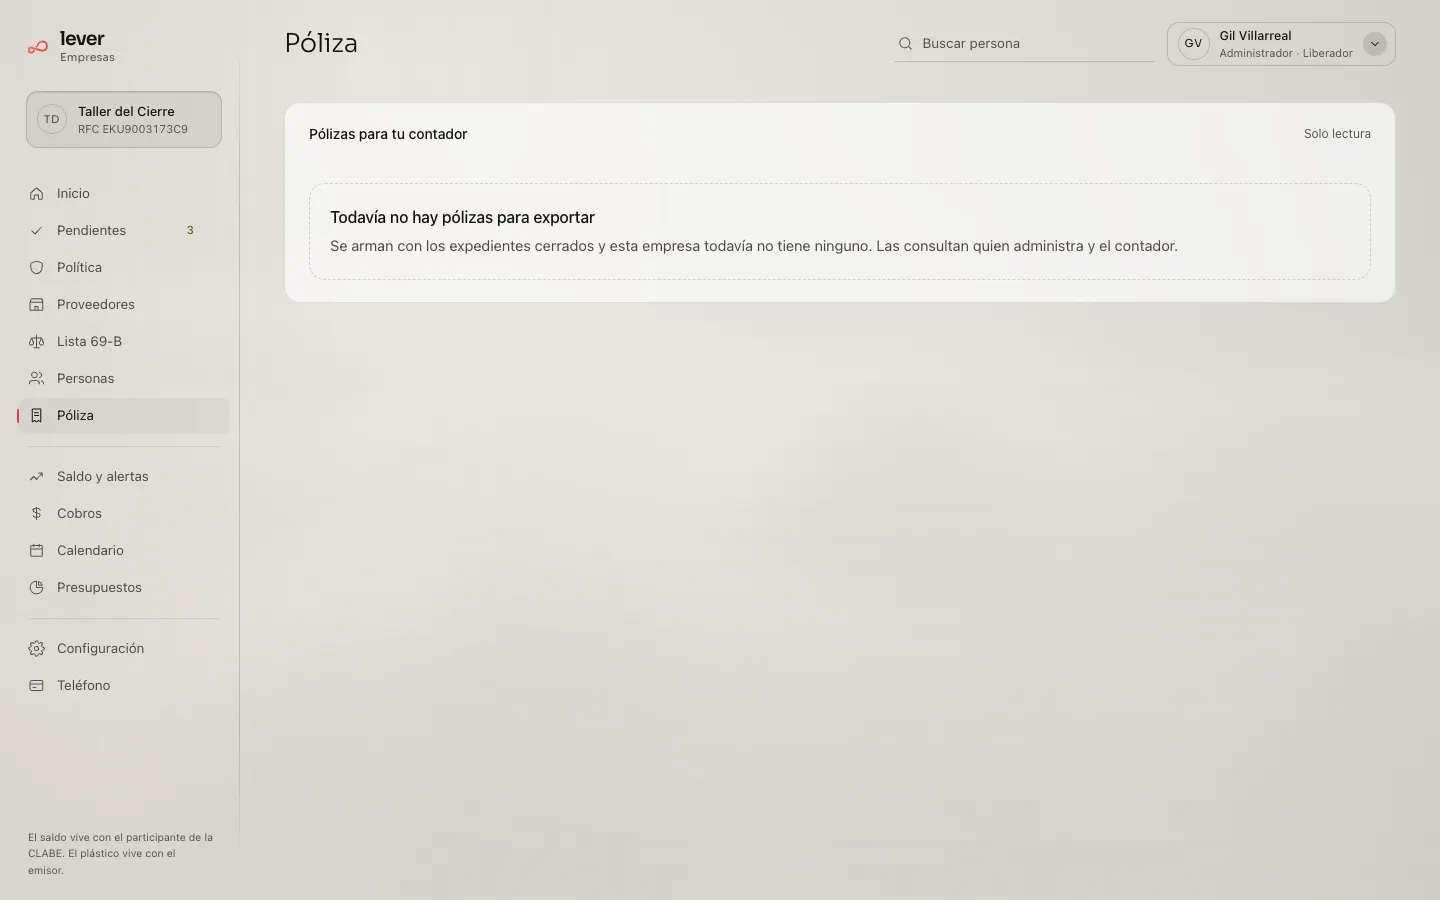 lever
Empresas
TD
Taller del Cierre
RFC EKU9003173C9
Inicio
Pendientes 3
Política
Proveedores
Lista 69-B
Personas
Póliza
Saldo y alertas
Cobros
Calendario
Presupuestos
Configuración
Teléfono
El saldo vive con el participante de la
CLABE. El plástico vive con el
emisor.
Póliza
Buscar persona
GV
Gil Villarreal
Administrador · Liberador
Pólizas para tu contador
Solo lectura
Todavía no hay pólizas para exportar
Se arman con los expedientes cerrados y esta empresa todavía no tiene ninguno. Las consultan quien administra y el contador.